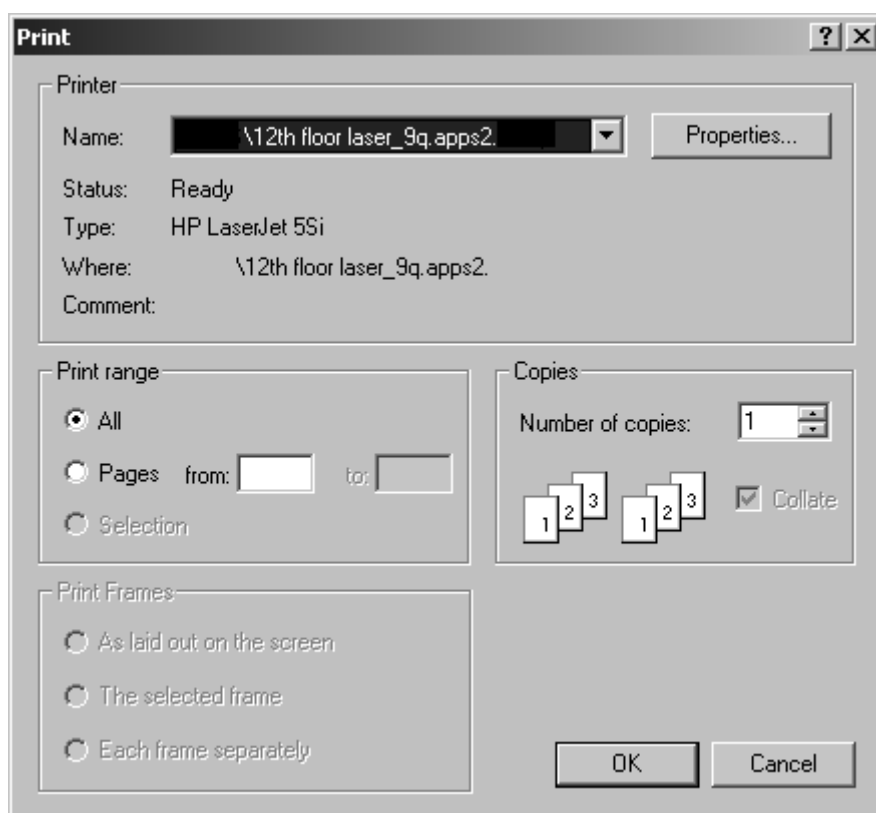 Print
Printer
Name: \12th floor laser_9q.apps2. Properties...
Status: Ready
Type: HP LaserJet 5Si
Where: \12th floor laser_9q.apps2.
Comment:
Print range
All
Pages from: to:
Selection
Copies
Number of copies: 1
1 2 3 1 2 3 Collate
Print Frames
As laid out on the screen
The selected frame
Each frame separately
OK Cancel